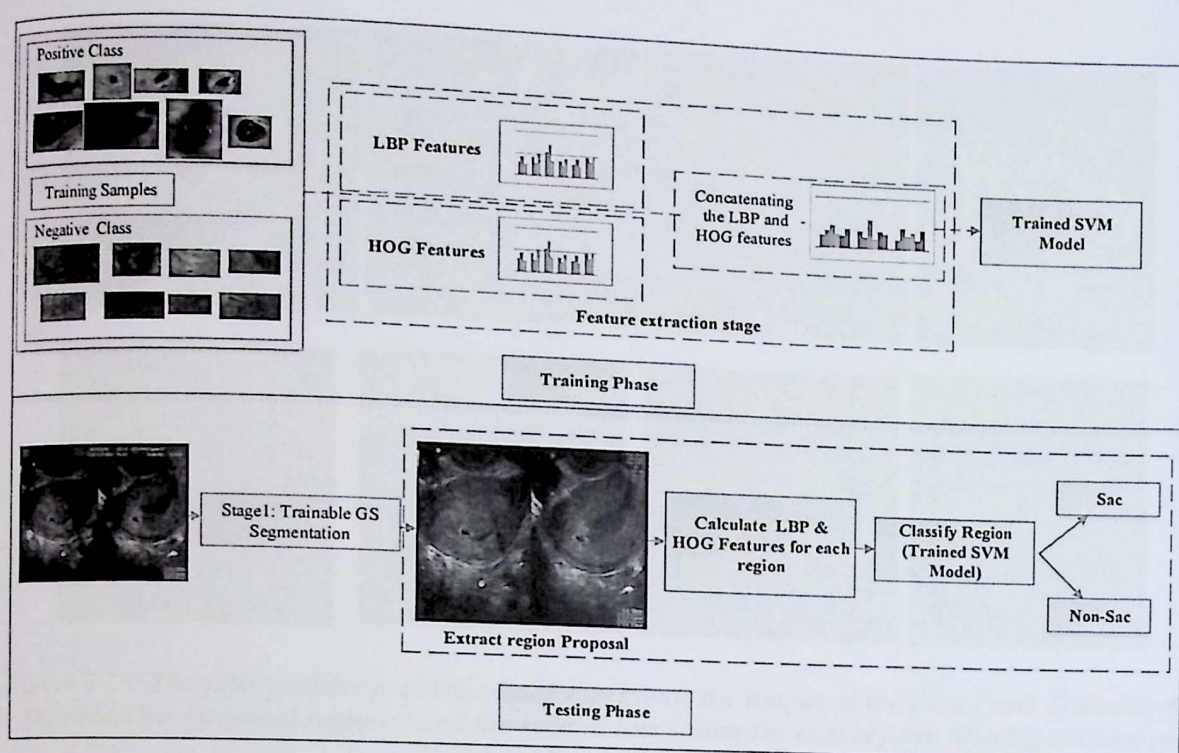 Positive Class
Training Samples
Negative Class
LBP Features
HOG Features
Concatenating
the LBP and
HOG features
Trained SVM
Model
Feature extraction stage
Training Phase
Stage1: Trainable GS
Segmentation
Extract region Proposal
Calculate LBP &
HOG Features for each
region
Classify Region
(Trained SVM
Model)
Sac
Non-Sac
Testing Phase